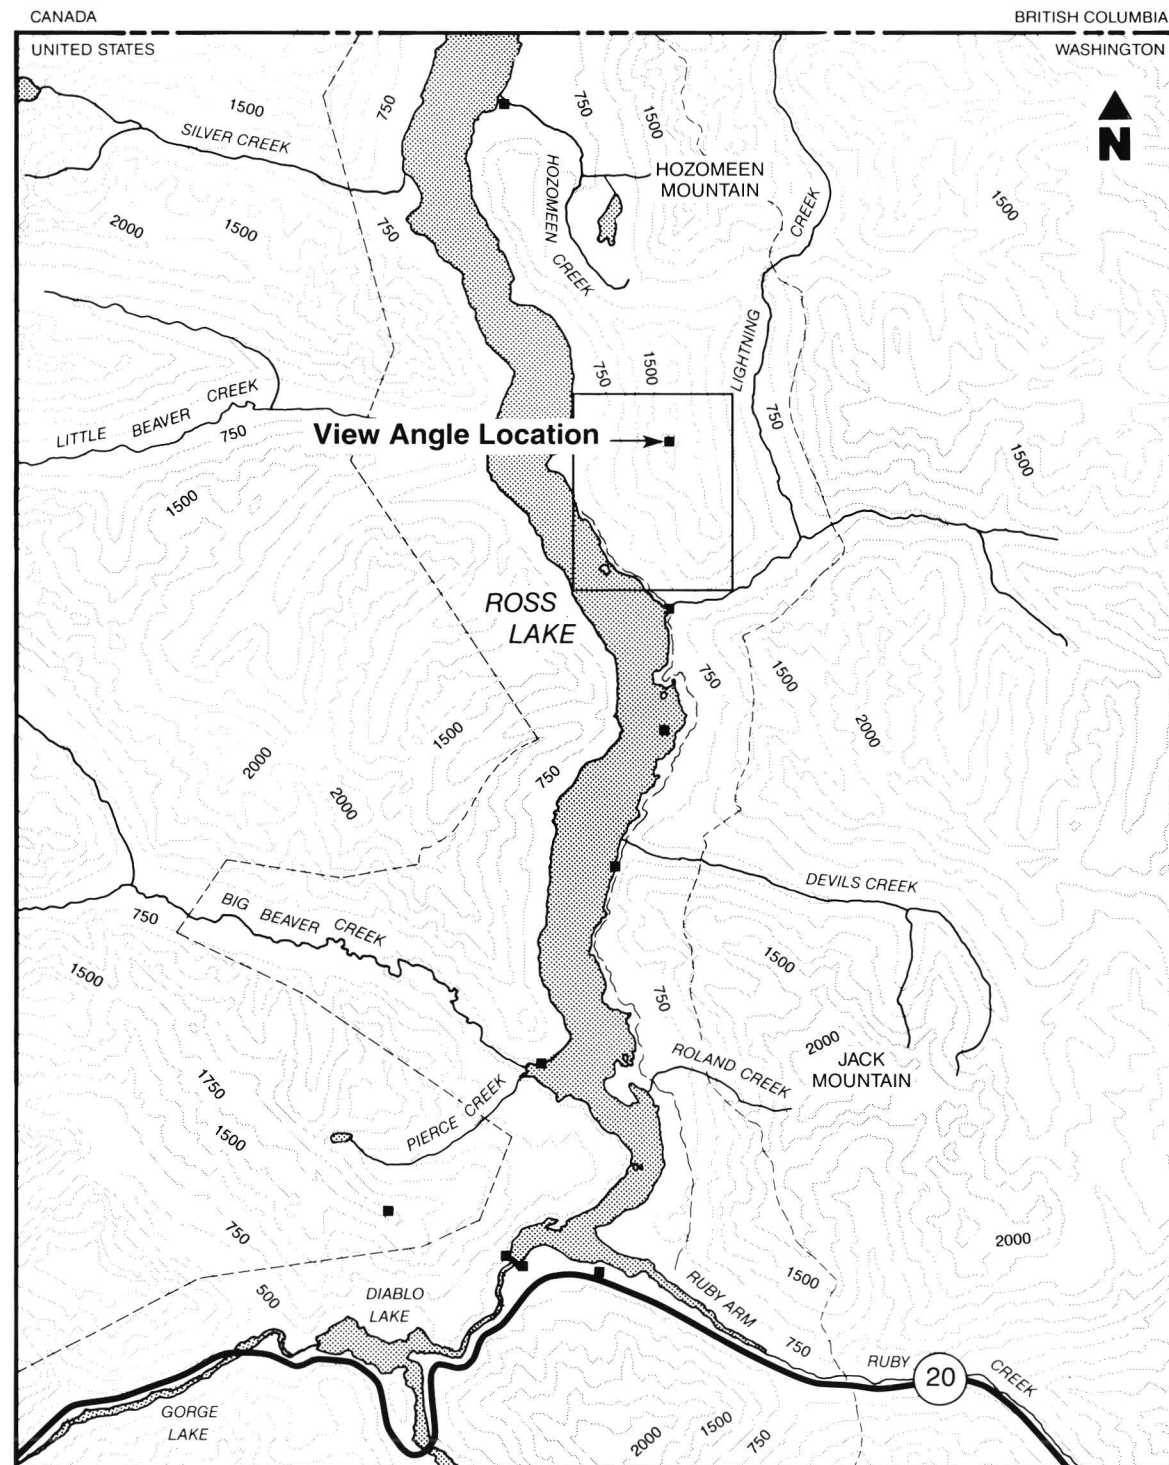 CANADA
BRITISH COLUMBIA
UNITED STATES
WASHINGTON
750
1500
750
1500
N
SILVER CREEK
HOZOMEEN
MOUNTAIN
HOZOMEEN
CREEK
CREEK
1500
2000
1500
750
LIGHTNING
750
1500
LITTLE BEAVER CREEK
750
750
View Angle Location
1500
1500
ROSS
LAKE
750
1500
1500
2000
2000
2000
750
DEVILS CREEK
BIG BEAVER CREEK
750
1500
1500
750
2000
JACK
MOUNTAIN
ROLAND CREEK
1750
1500
PIERCE CREEK
750
2000
1500
500
DIABLO
LAKE
RUBY ARM
750
RUBY
20
CREEK
GORGE
LAKE
2000
1500
750